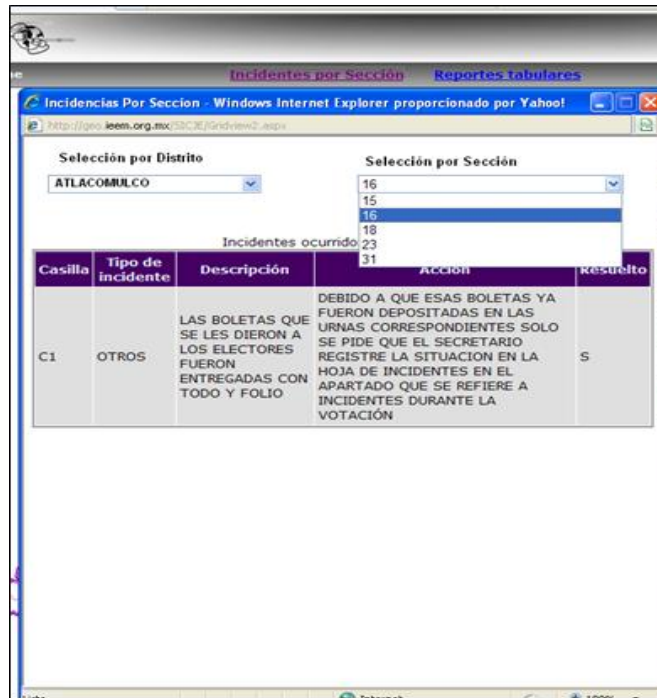 Incidentes por Sección Reportes tabulares
Incidencias Por Seccion - Windows Internet Explorer proporcionado por Yahoo!
http://geo.ieem.org.mx/SICJE/Gridview2.aspx
Selección por Distrito
Selección por Sección
ATLACOMULCO
16
15
16
18
23
31
Incidentes ocurrido
Casilla
Tipo de
incidente
Descripción
Acción
Resuelto
C1
OTROS
LAS BOLETAS QUE
SE LES DIERON A
LOS ELECTORES
FUERON
ENTREGADAS CON
TODO Y FOLIO
DEBIDO A QUE ESAS BOLETAS YA
FUERON DEPOSITADAS EN LAS
URNAS CORRESPONDIENTES SOLO
SE PIDE QUE EL SECRETARIO
REGISTRE LA SITUACION EN LA
HOJA DE INCIDENTES EN EL
APARTADO QUE SE REFIERE A
INCIDENTES DURANTE LA
VOTACIÓN
S
Internet
100%